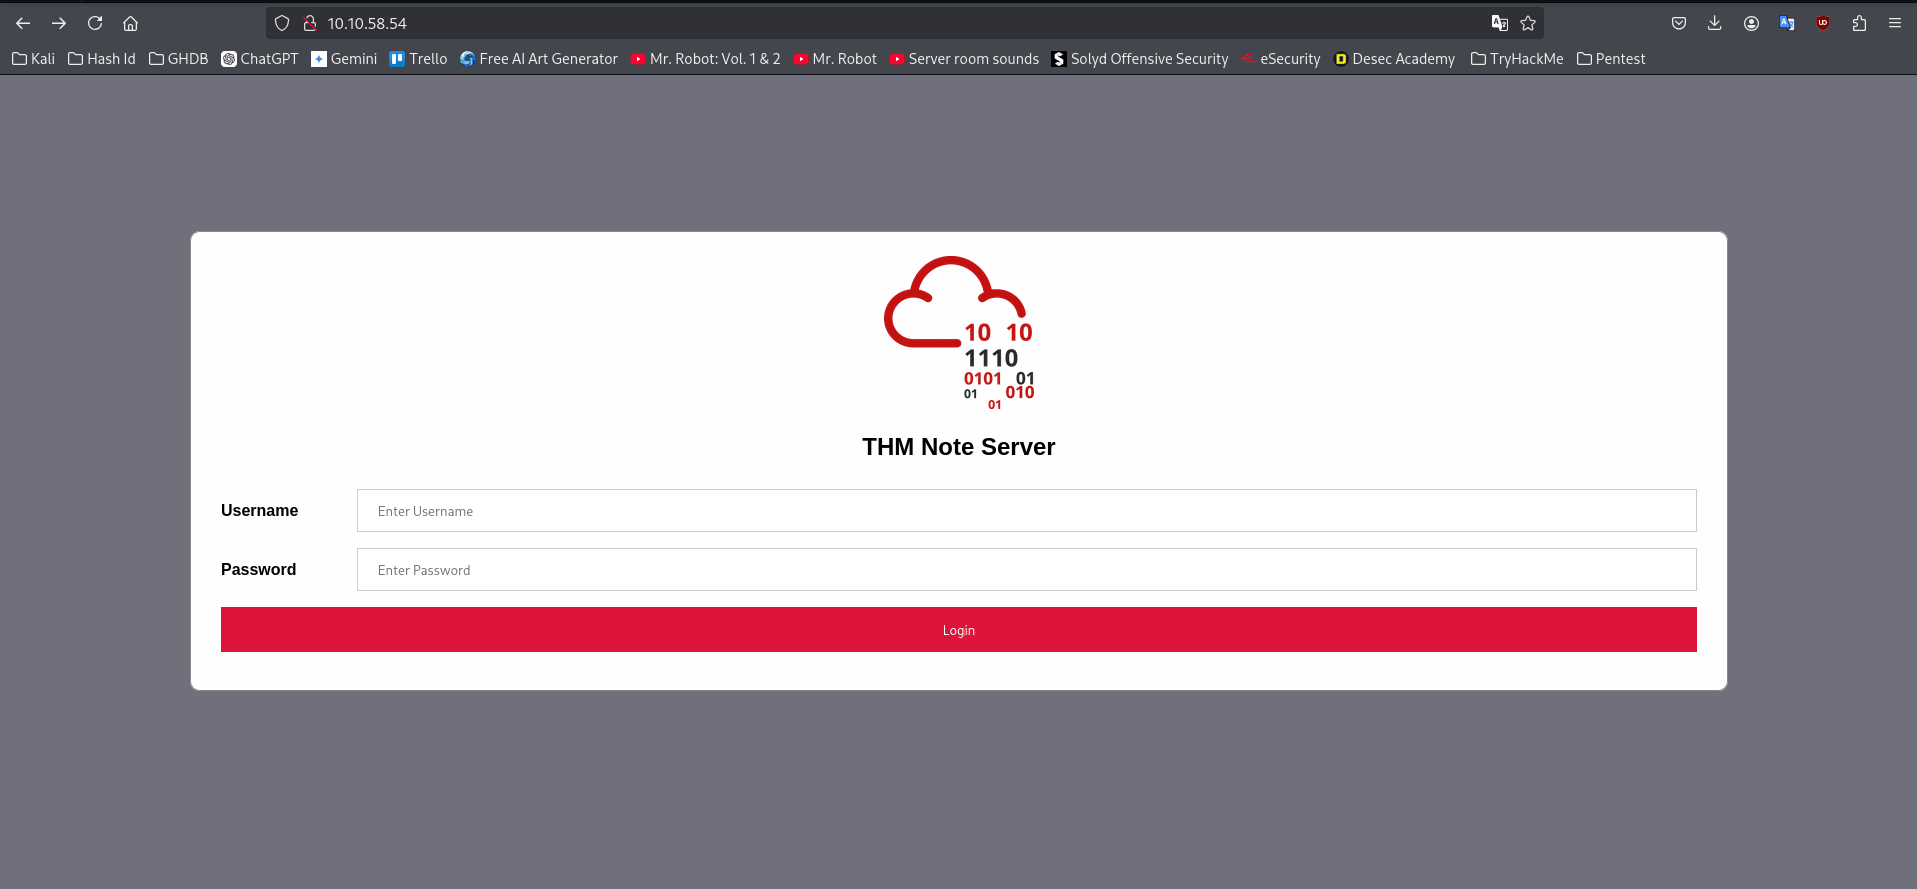 10.10.58.54
Kali Hash Id GHDB ChatGPT Gemini Trello Free AI Art Generator Mr. Robot: Vol. 1 & 2 Mr. Robot Server room sounds Solyd Offensive Security eSecurity Desec Academy TryHackMe Pentest
10 10
1110
0101 01
01 010
01
THM Note Server
Username Enter Username
Password Enter Password
Login